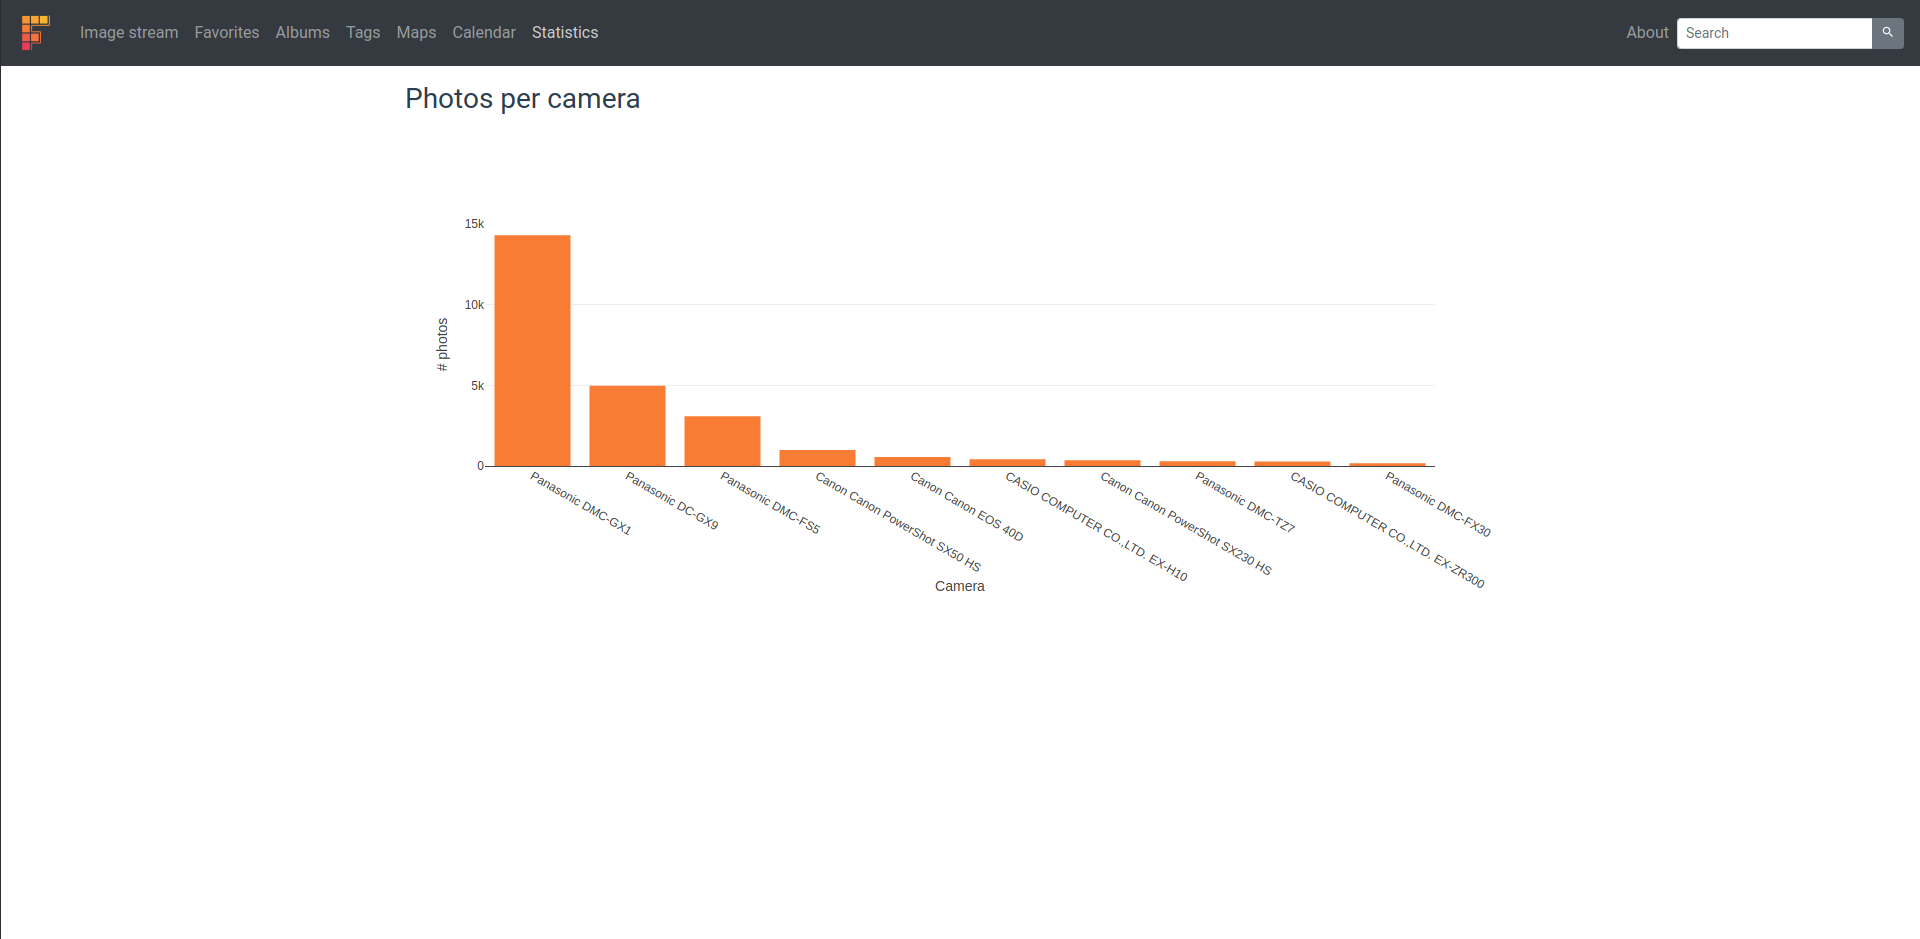 Image stream Favorites Albums Tags Maps Calendar Statistics About Search
Photos per camera
15k
10k
5k
0
# photos
Panasonic DMC-GX1
Panasonic DC-GX9
Panasonic DMC-FS5
Canon Canon PowerShot SX50 HS
Canon Canon EOS 40D
CASIO COMPUTER CO.,LTD. EX-H10
Canon Canon PowerShot SX230 HS
Panasonic DMC-TZ7
CASIO COMPUTER CO.,LTD. EX-ZR300
Panasonic DMC-FX30
Camera